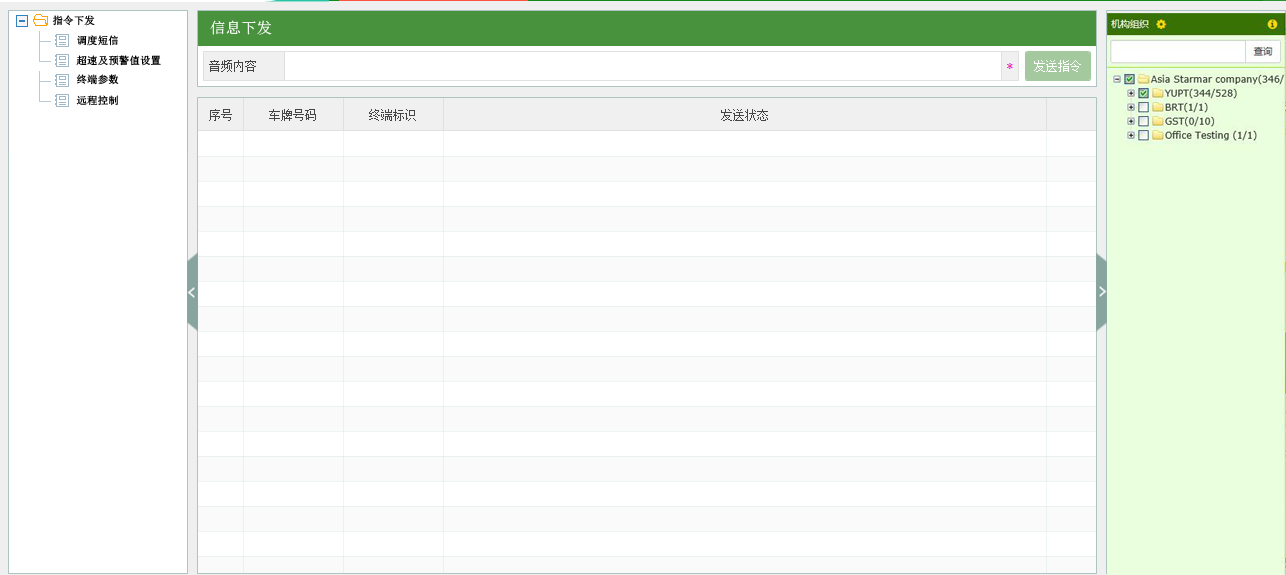 指令下发
调度短信
超速及预警值设置
终端参数
远程控制
信息下发
音频内容 * 发送指令
序号 车牌号码 终端标识 发送状态
机构组织
查询
Asia Starmar company(346/
YUPT(344/528)
BRT(1/1)
GST(0/10)
Office Testing (1/1)